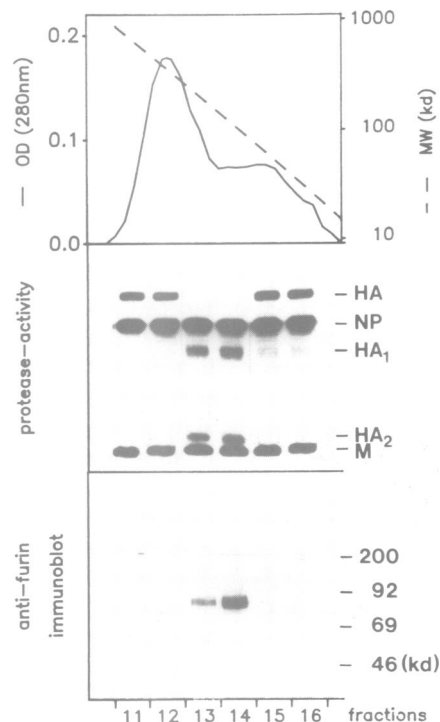 0.2
0.1
0.0
— OD (280nm)
1000
100
10
– – MW (kd)
protease-activity
– HA
– NP
– HA₁
– HA₂
– M
anti-furin
immunoblot
– 200
– 92
– 69
– 46 (kd)
11 12 13 14 15 16 fractions